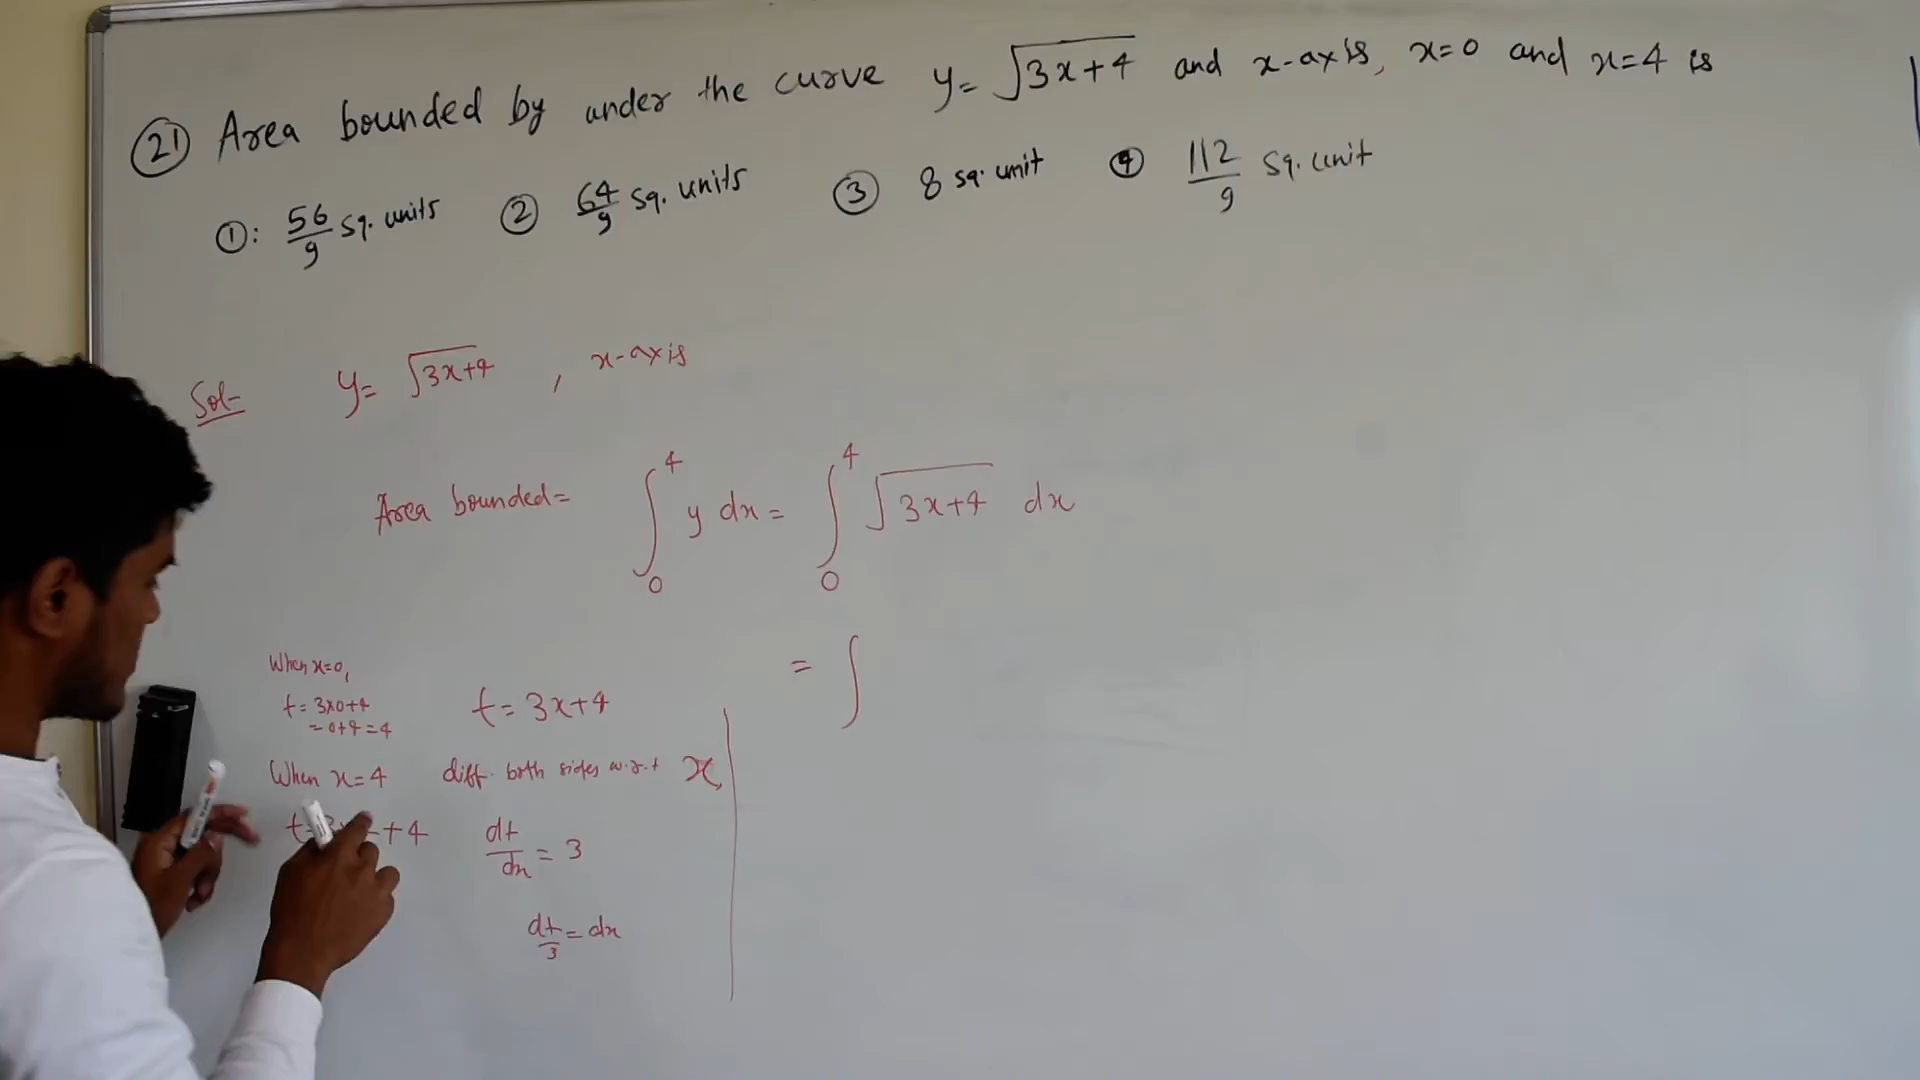 21 Area bounded by under the curve y= √3x+4 and x-axis, x=0 and x=4 is
①: 56/9 sq. units ② 64/9 sq. units ③ 8 sq. unit ④ 112/9 sq. unit
Sol- y= √3x+4 , x-axis
Area bounded= ∫₀⁴ y dx = ∫₀⁴ √3x+4 dx
= ∫
When x=0,
t= 3x0+4
= 0+4=4
When x=4
+4
t= 3x+4
diff. both sides w.r.t x,
dt/dx = 3
dt/3 = dx